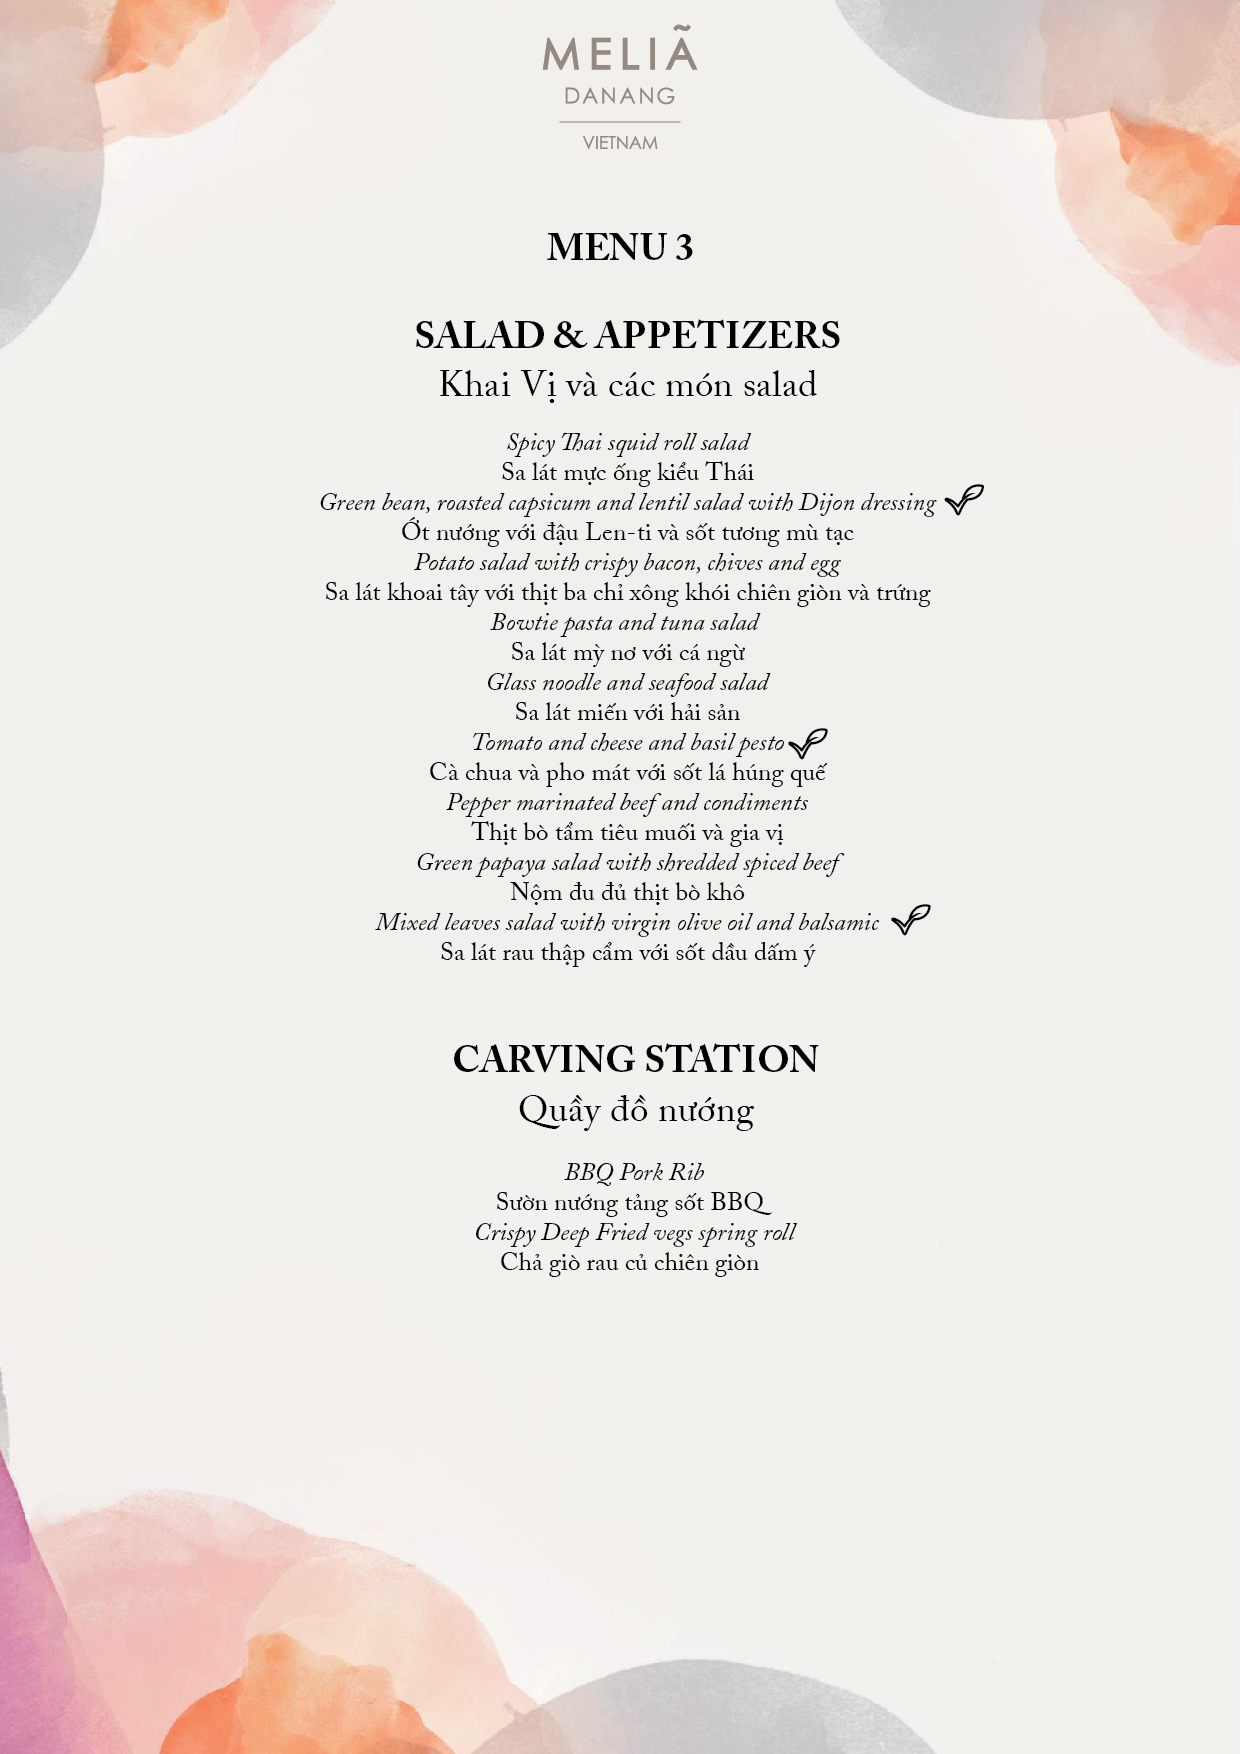 MELIÃ
DANANG
VIETNAM
MENU 3
SALAD & APPETIZERS
Khai Vị và các món salad
Spicy Thai squid roll salad
Sa lát mực ống kiểu Thái
Green bean, roasted capsicum and lentil salad with Dijon dressing
Ớt nướng với đậu Len-ti và sốt tương mù tạc
Potato salad with crispy bacon, chives and egg
Sa lát khoai tây với thịt ba chỉ xông khói chiên giòn và trứng
Bowtie pasta and tuna salad
Sa lát mỳ nơ với cá ngừ
Glass noodle and seafood salad
Sa lát miến với hải sản
Tomato and cheese and basil pesto
Cà chua và pho mát với sốt lá húng quế
Pepper marinated beef and condiments
Thịt bò tẩm tiêu muối và gia vị
Green papaya salad with shredded spiced beef
Nộm đu đủ thịt bò khô
Mixed leaves salad with virgin olive oil and balsamic
Sa lát rau thập cẩm với sốt dầu dấm ý
CARVING STATION
Quầy đồ nướng
BBQ Pork Rib
Sườn nướng tảng sốt BBQ
Crispy Deep Fried vegs spring roll
Chả giò rau củ chiên giòn